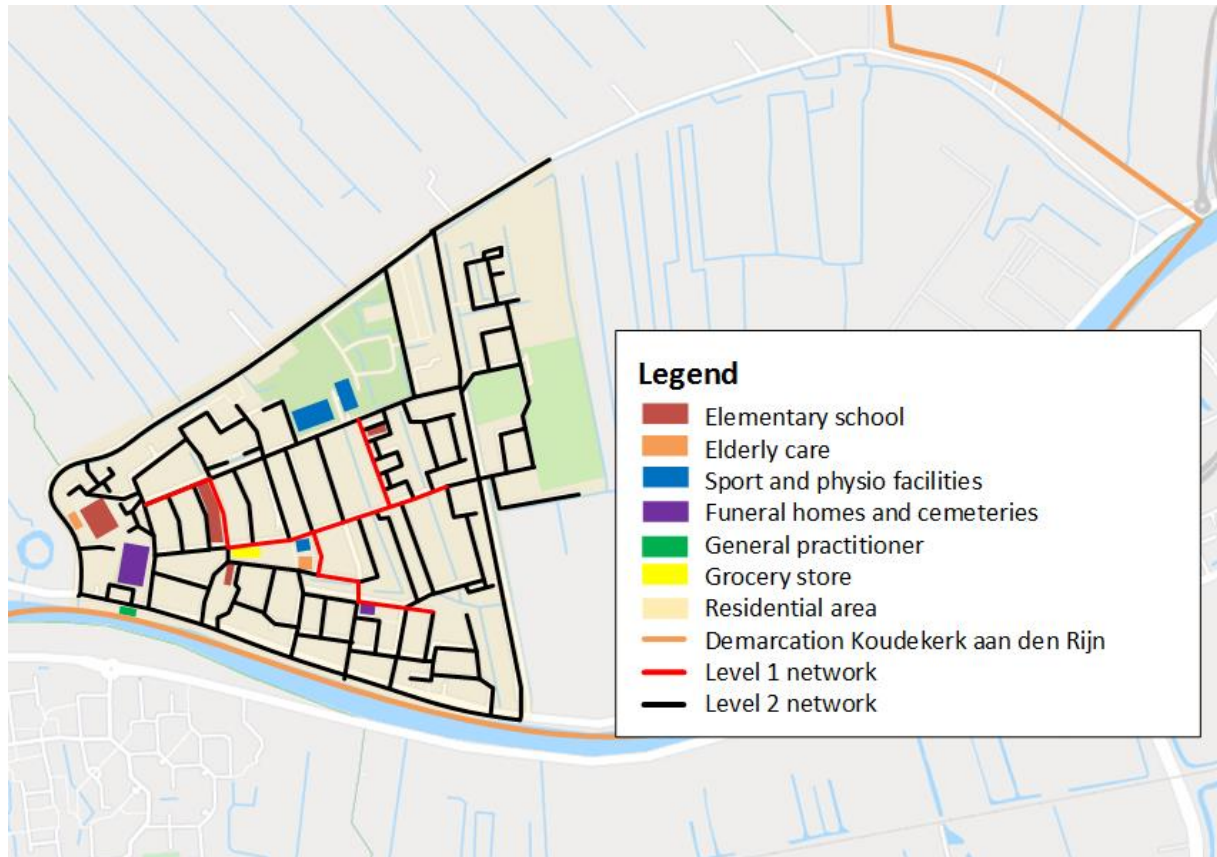 Legend
Elementary school
Elderly care
Sport and physio facilities
Funeral homes and cemeteries
General practitioner
Grocery store
Residential area
Demarcation Koudekerk aan den Rijn
Level 1 network
Level 2 network